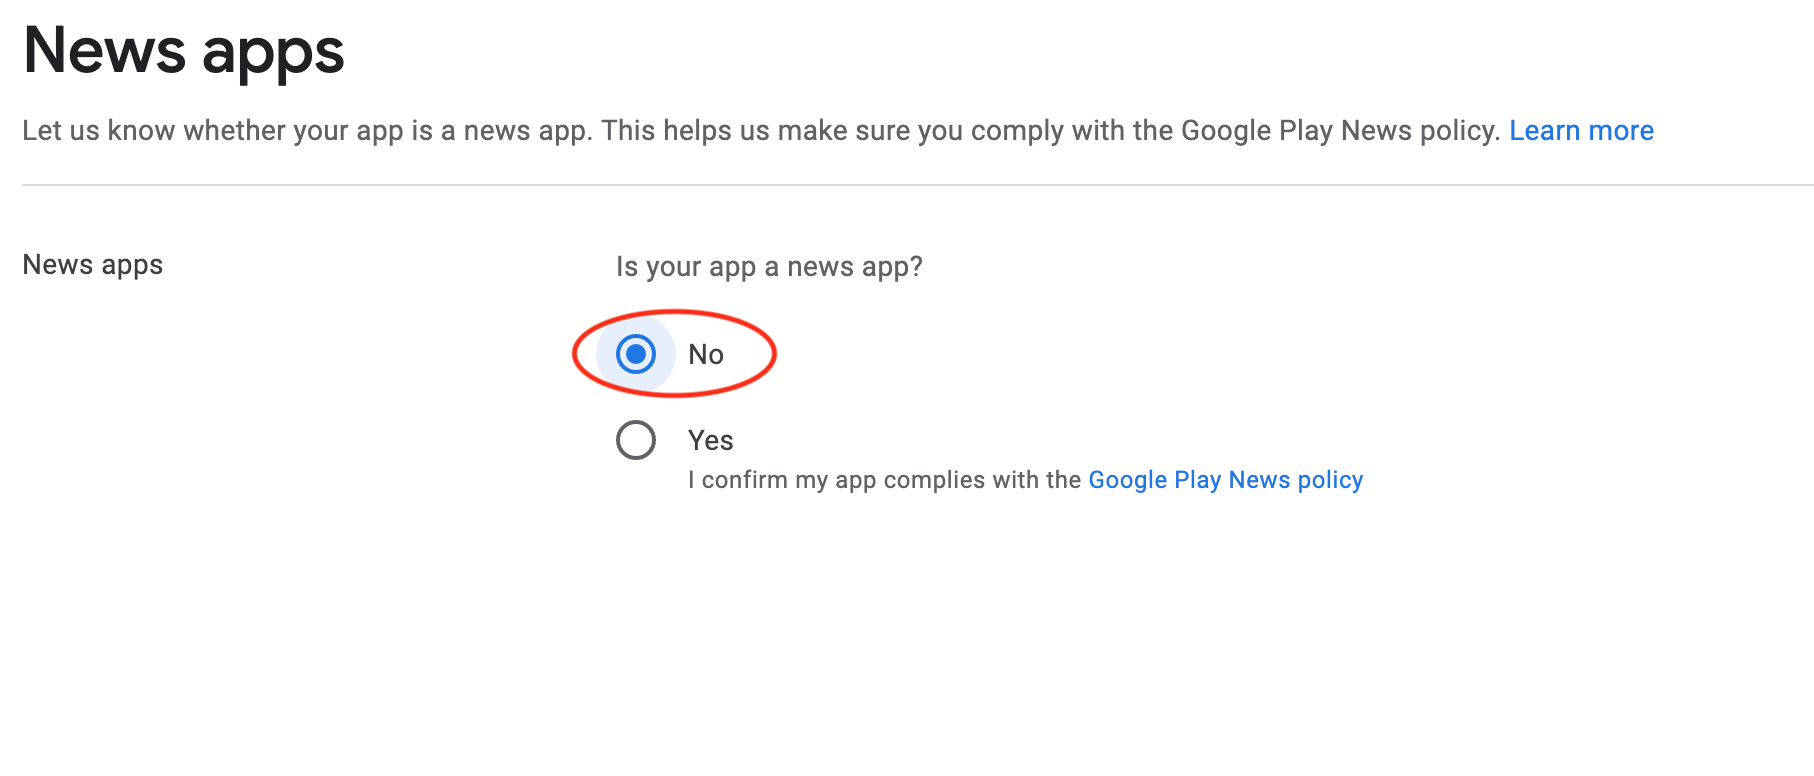 News apps
Let us know whether your app is a news app. This helps us make sure you comply with the Google Play News policy. Learn more
News apps
Is your app a news app?
No
Yes
I confirm my app complies with the Google Play News policy